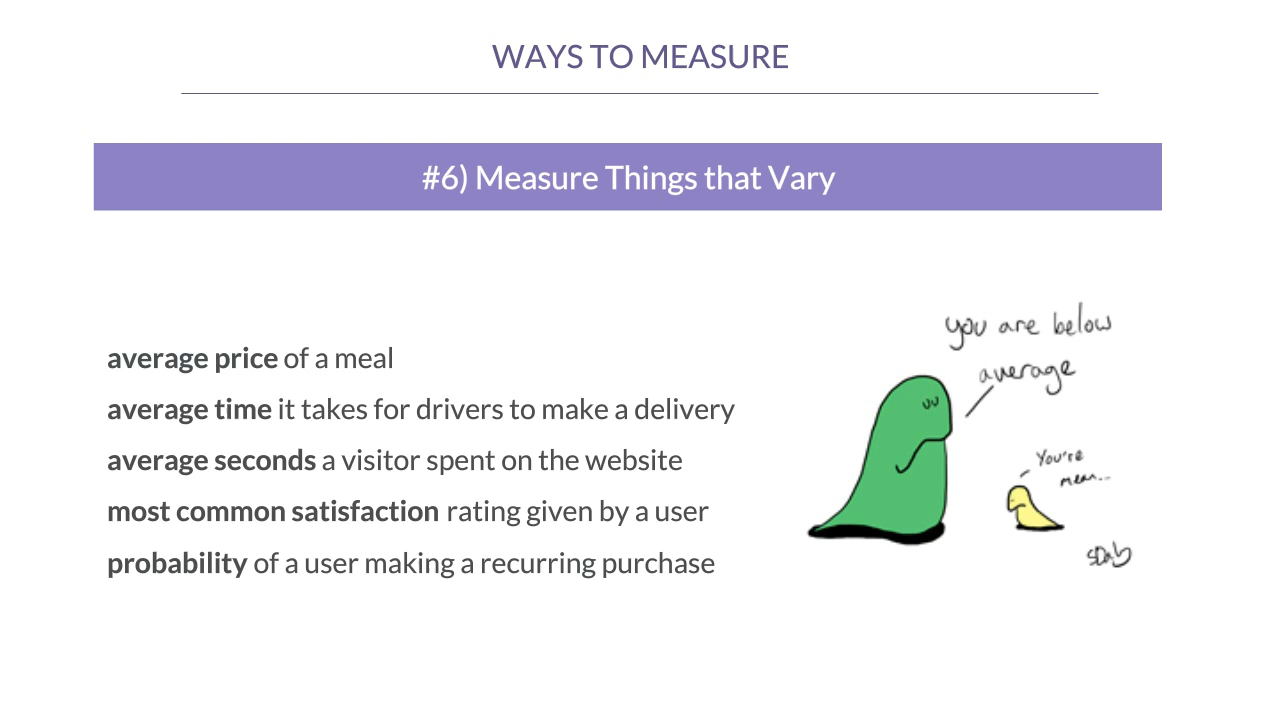 WAYS TO MEASURE
#6) Measure Things that Vary
average price of a meal
average time it takes for drivers to make a delivery
average seconds a visitor spent on the website
most common satisfaction rating given by a user
probability of a user making a recurring purchase
you are below
average
You're
mean...